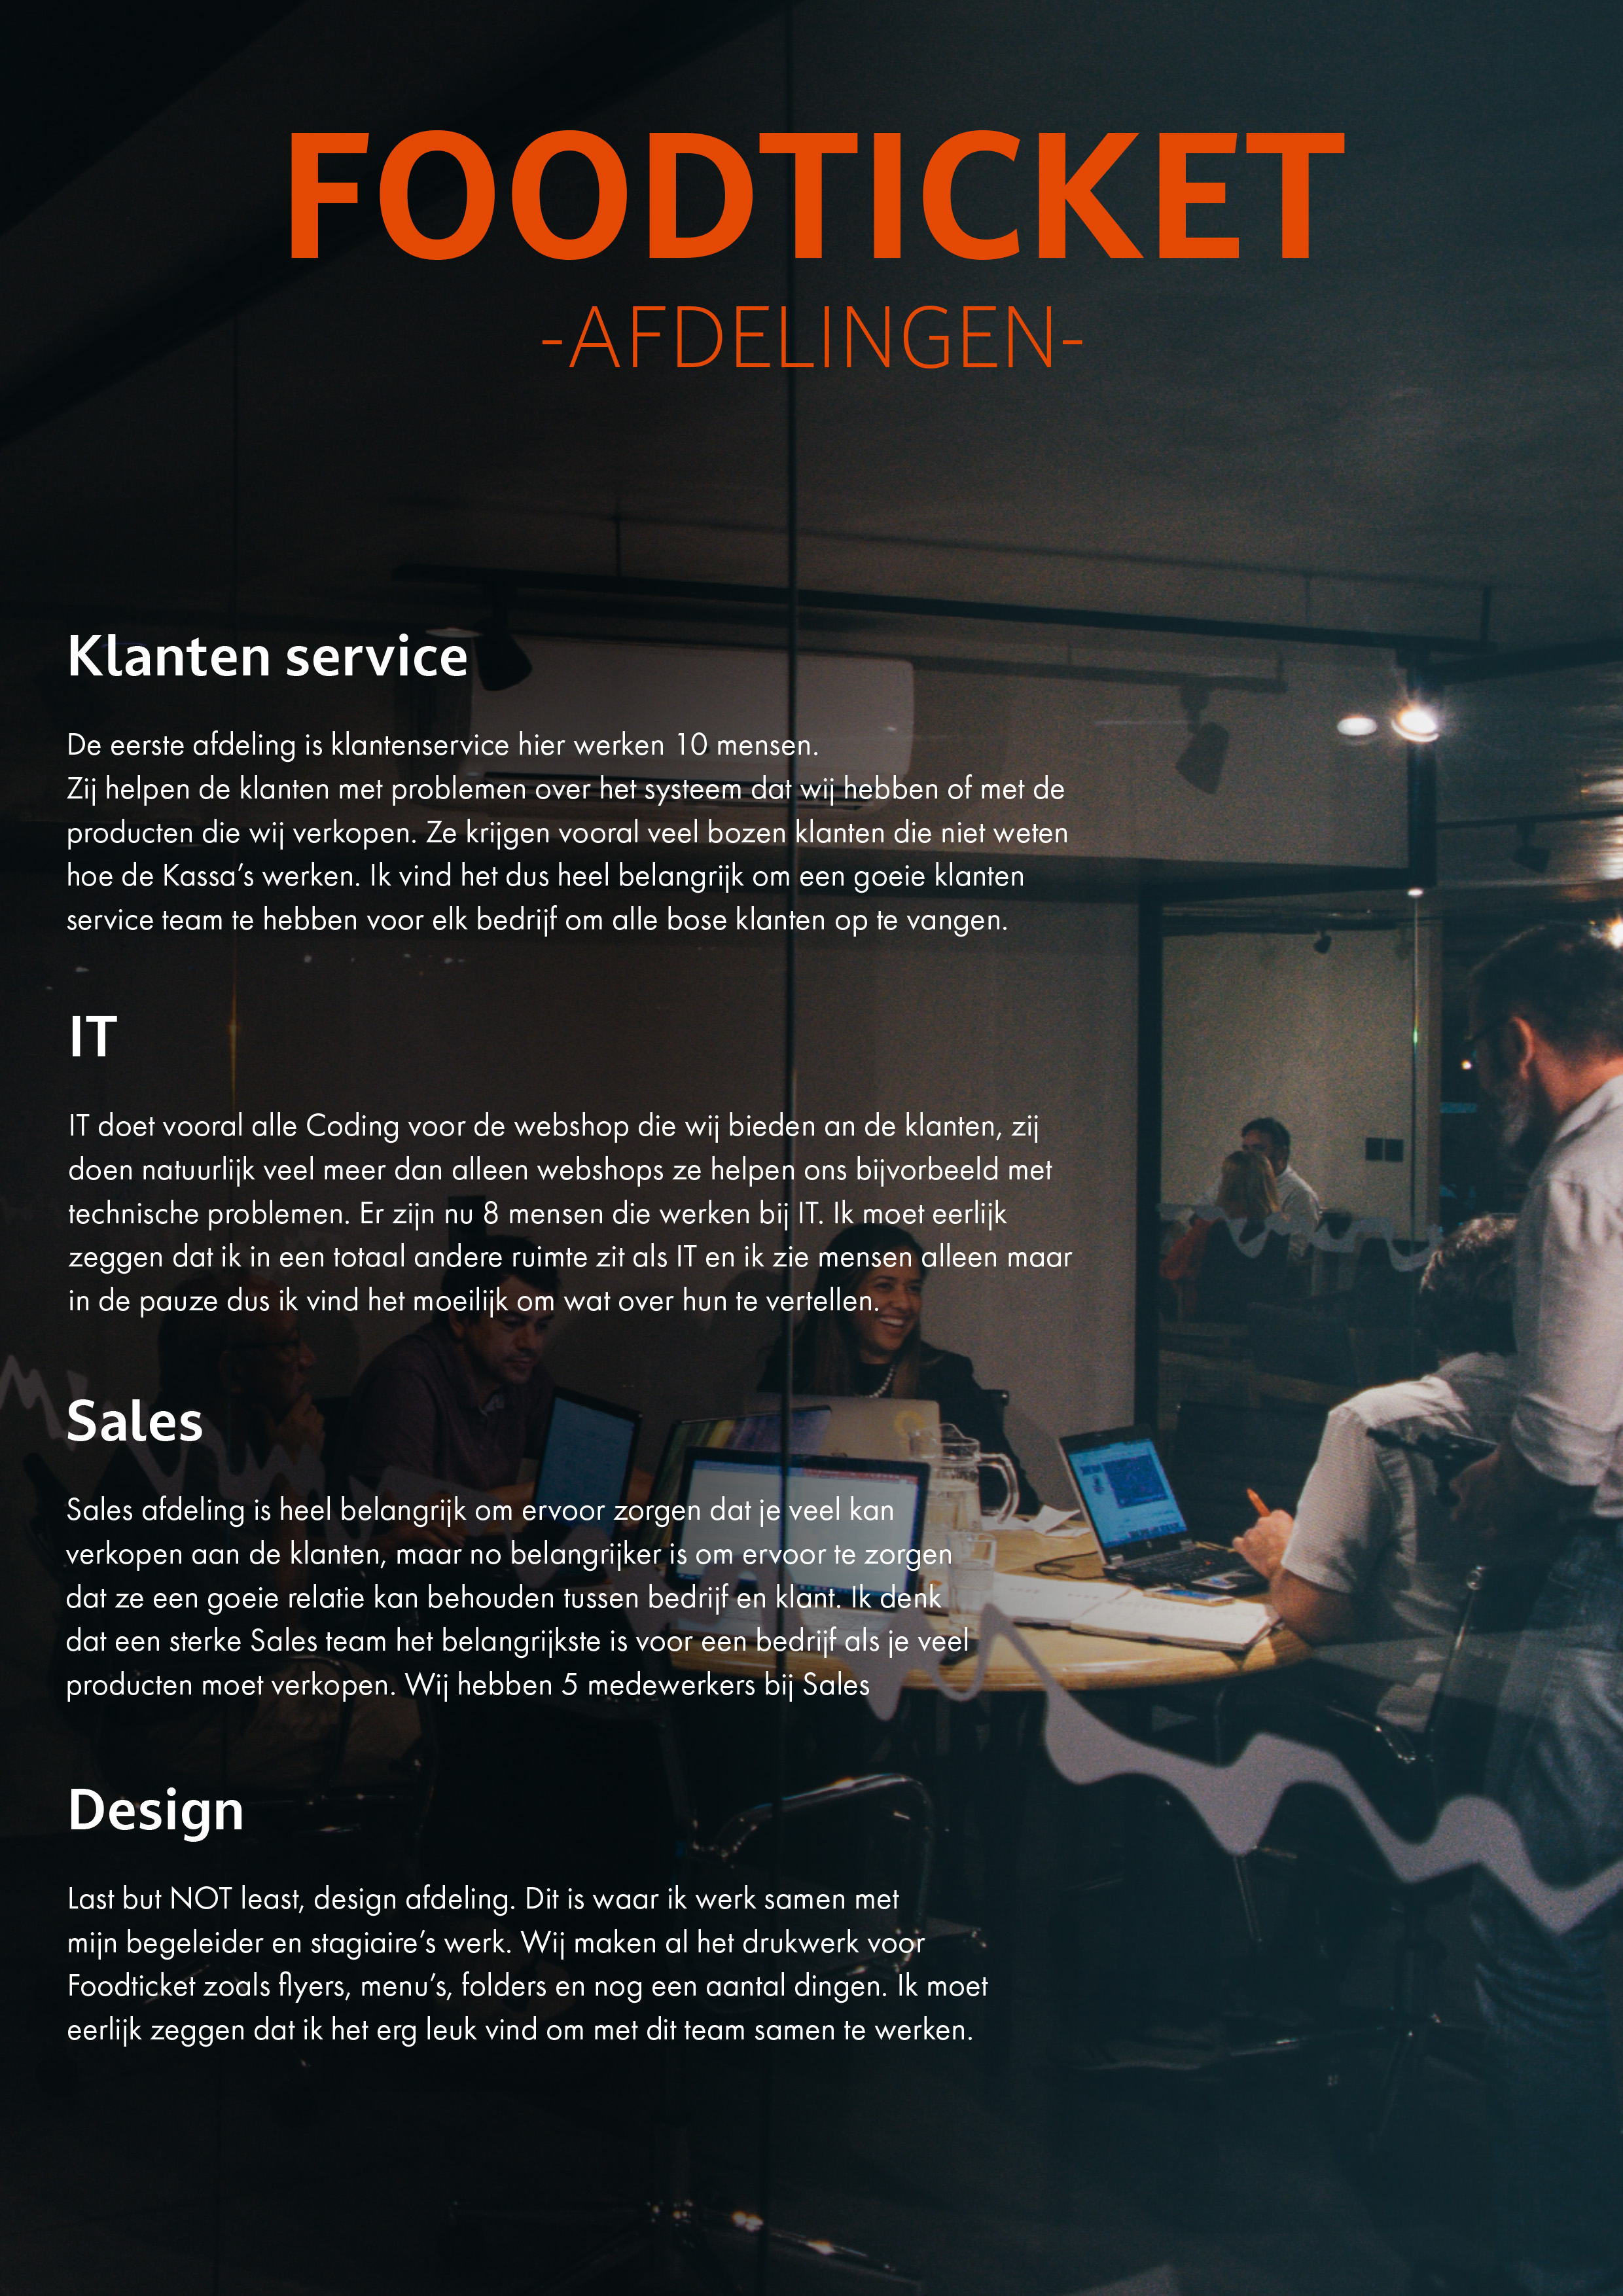 FOODTICKET
-AFDELINGEN-
Klanten service
De eerste afdeling is klantenservice hier werken 10 mensen.
Zij helpen de klanten met problemen over het systeem dat wij hebben of met de
producten die wij verkopen. Ze krijgen vooral veel bozen klanten die niet weten
hoe de Kassa's werken. Ik vind het dus heel belangrijk om een goeie klanten
service team te hebben voor elk bedrijf om alle bose klanten op te vangen.
IT
IT doet vooral alle Coding voor de webshop die wij bieden an de klanten, zij
doen natuurlijk veel meer dan alleen webshops ze helpen ons bijvorbeeld met
technische problemen. Er zijn nu 8 mensen die werken bij IT. Ik moet eerlijk
zeggen dat ik in een totaal andere ruimte zit als IT en ik zie mensen alleen maar
in de pauze dus ik vind het moeilijk om wat over hun te vertellen.
Sales
Sales afdeling is heel belangrijk om ervoor zorgen dat je veel kan
verkopen aan de klanten, maar no belangrijker is om ervoor te zorgen
dat ze een goeie relatie kan behouden tussen bedrijf en klant. Ik denk
dat een sterke Sales team het belangrijkste is voor een bedrijf als je veel
producten moet verkopen. Wij hebben 5 medewerkers bij Sales
Design
Last but NOT least, design afdeling. Dit is waar ik werk samen met
mijn begeleider en stagiaire's werk. Wij maken al het drukwerk voor
Foodticket zoals flyers, menu's, folders en nog een aantal dingen. Ik moet
eerlijk zeggen dat ik het erg leuk vind om met dit team samen te werken.